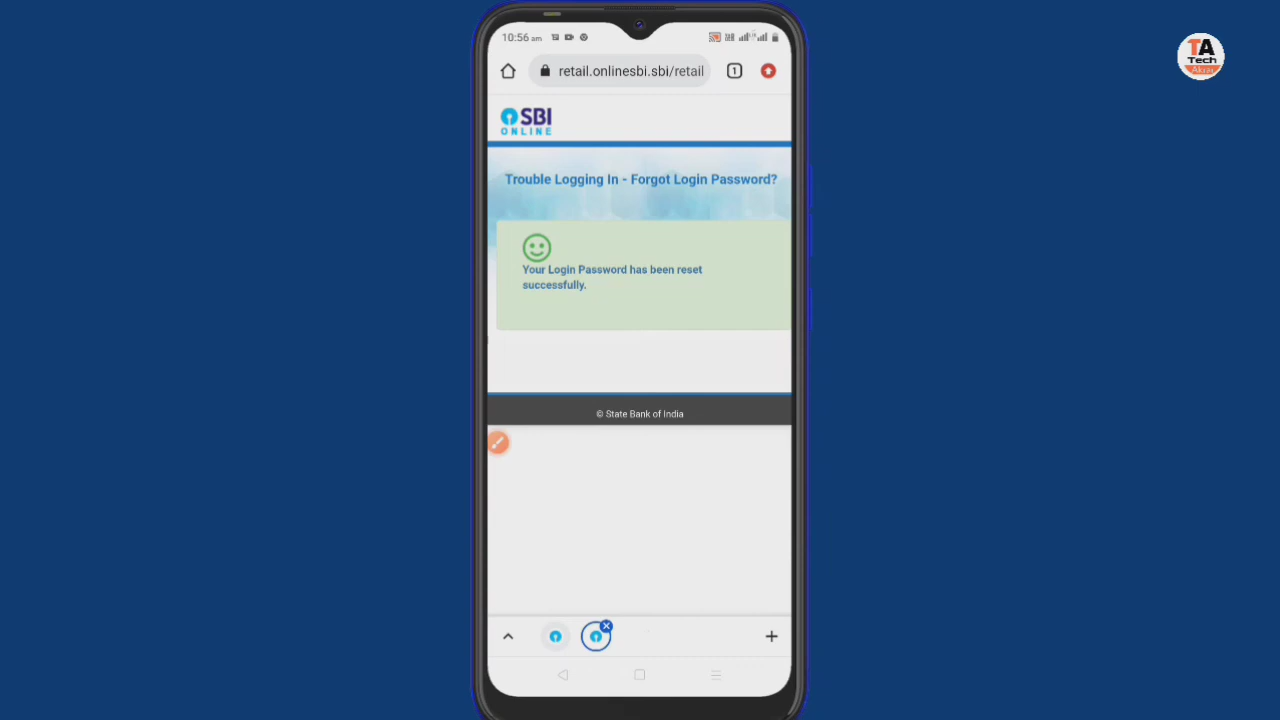 10:56 am
retail.onlinesbi.sbi/retail
1
SBI
ONLINE
Trouble Logging In - Forgot Login Password?
Your Login Password has been reset
successfully.
© State Bank of India
TA
Tech